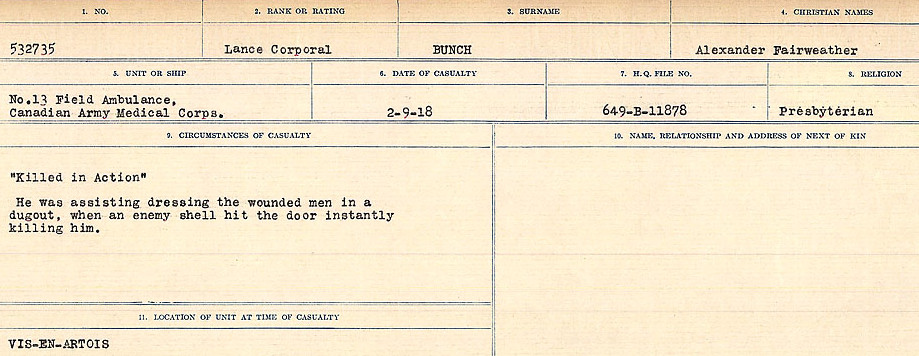 1. NO.
2. RANK OR RATING
3. SURNAME
4. CHRISTIAN NAMES
532735
Lance Corporal
BUNCH
Alexander Fairweather
5. UNIT OR SHIP
6. DATE OF CASUALTY
7. H.Q. FILE NO.
8. RELIGION
No.13 Field Ambulance,
Canadian Army Medical Corps.
2-9-18
649-B-11878
Presbyterian
9. CIRCUMSTANCES OF CASUALTY
10. NAME, RELATIONSHIP AND ADDRESS OF NEXT OF KIN
"Killed in Action"
He was assisting dressing the wounded men in a
dugout, when an enemy shell hit the door instantly
killing him.
11. LOCATION OF UNIT AT TIME OF CASUALTY
VIS-EN-ARTOIS